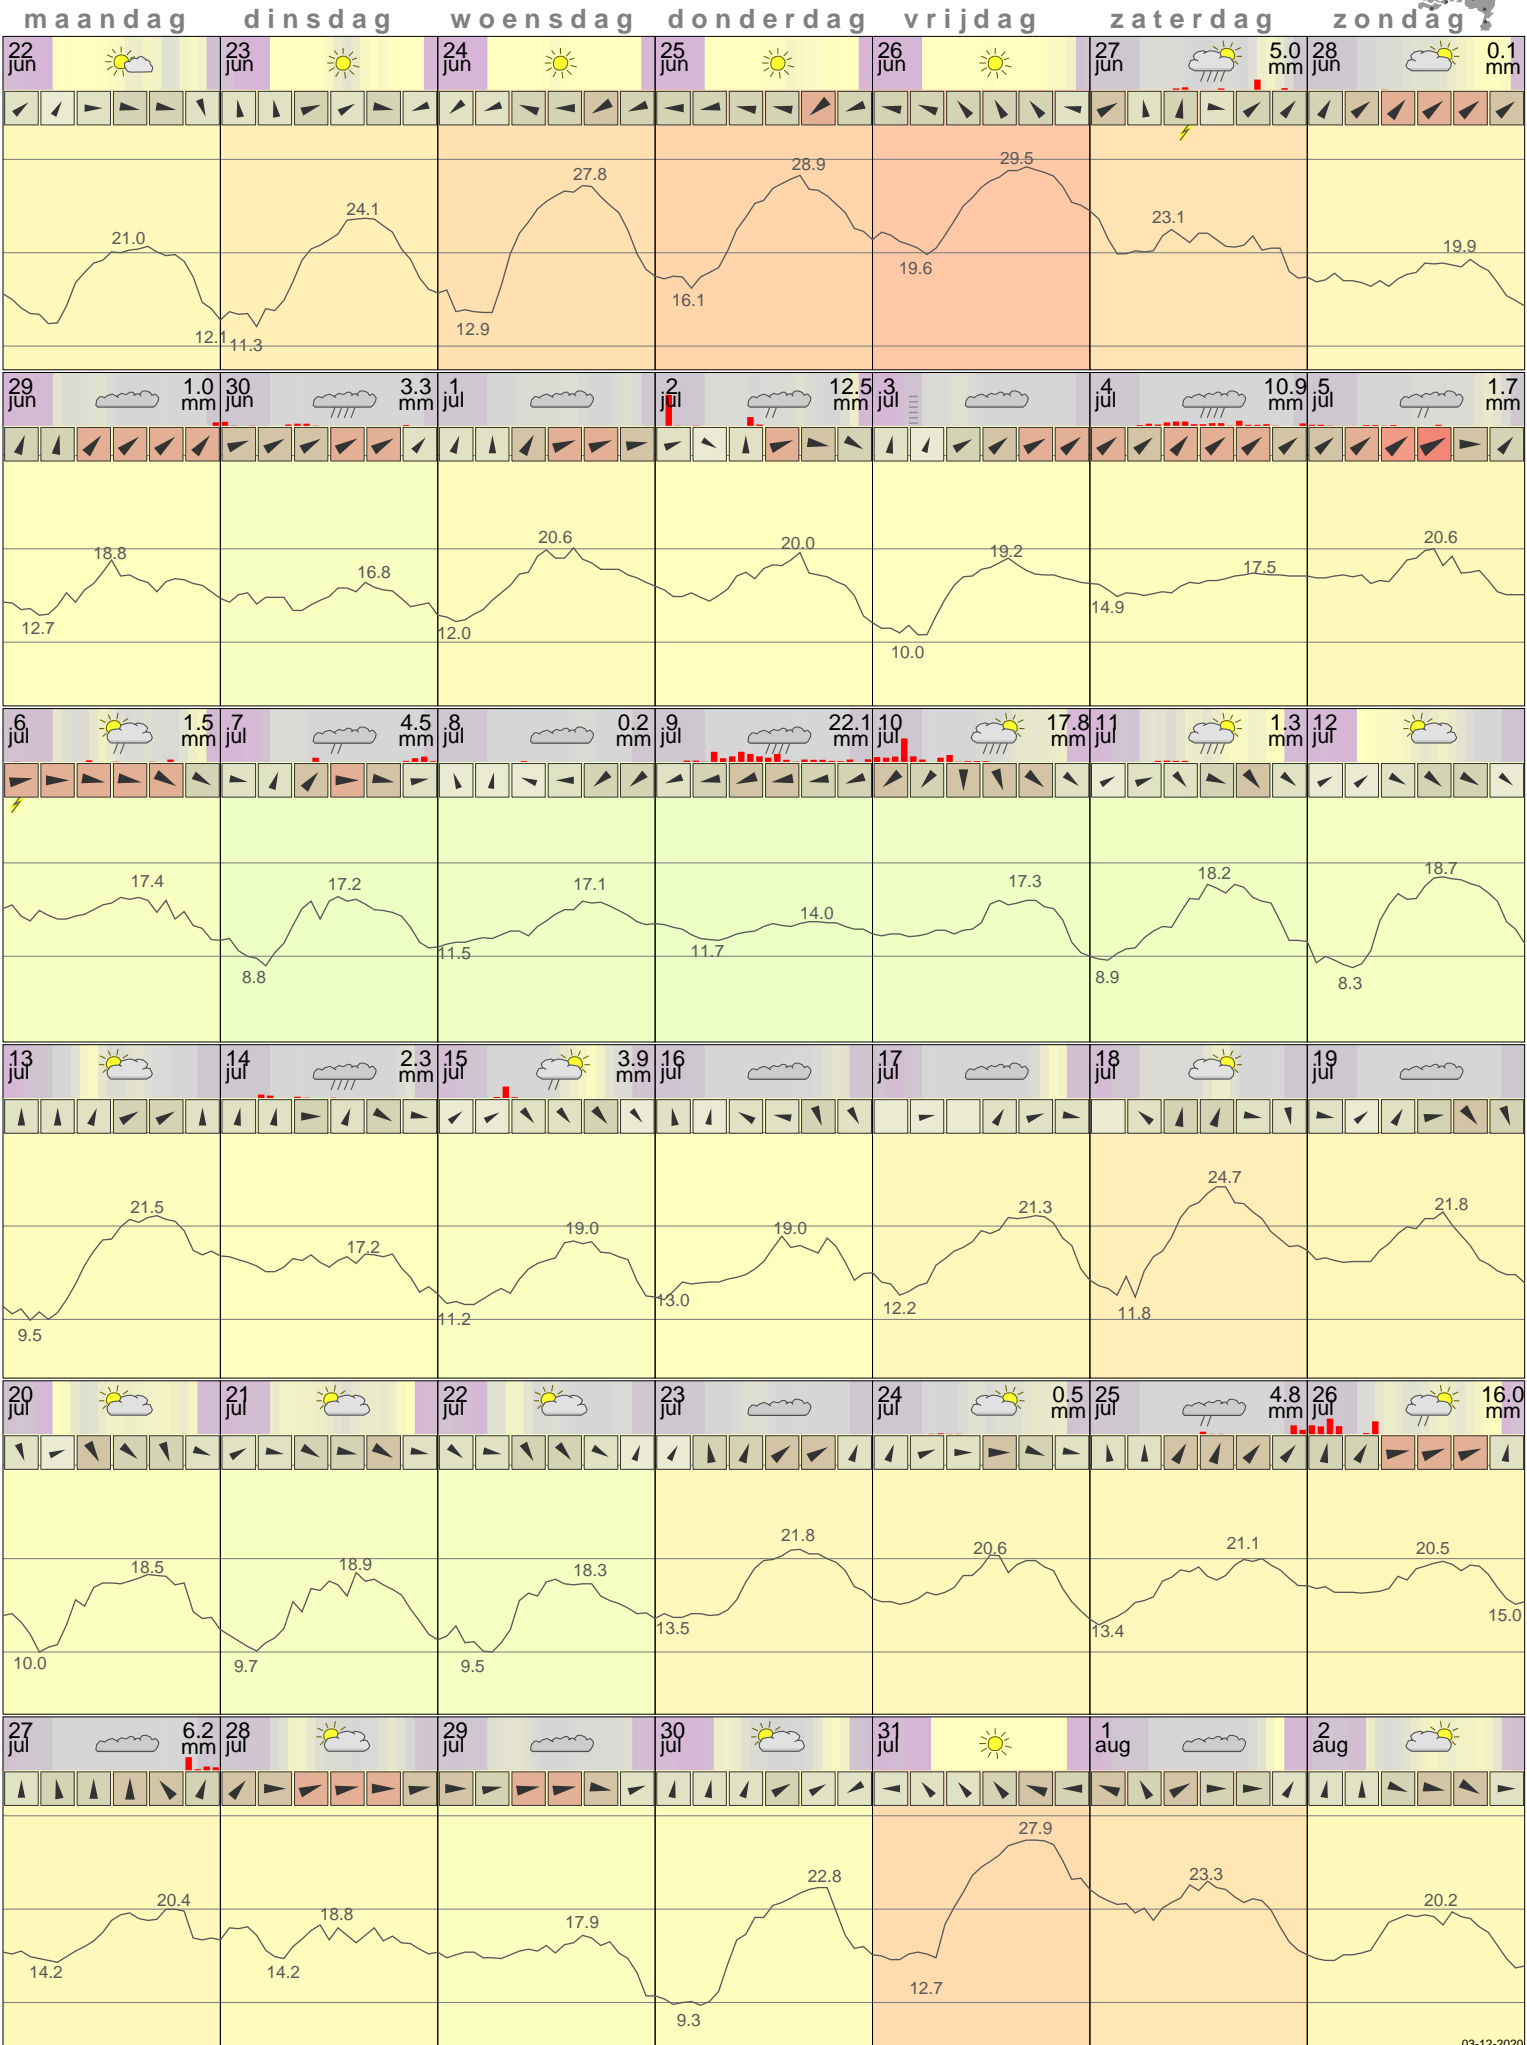 maandag dinsdag woensdag donderdag vrijdag zaterdag zondag
22 jun 23 jun 24 jun 25 jun 26 jun 27 jun 5.0 mm 28 jun 0.1 mm
21.0 12.1 11.3 24.1 12.9 27.8 16.1 28.9 19.6 29.5 23.1 19.9
29 jun 1.0 mm 30 jun 3.3 mm .1 jul .2 jul 12.5 .3 jul .4 jul 10.9 .5 jul 1.7 mm
12.7 18.8 16.8 12.0 20.6 20.0 10.0 19.2 14.9 17.5 20.6
.6 jul 1.5 mm .7 jul 4.5 mm .8 jul 0.2 mm .9 jul 22.1 mm 10 jul 17.8 mm 11 jul 1.3 mm 12 jul
17.4 8.8 17.2 11.5 17.1 11.7 14.0 17.3 8.9 18.2 8.3 18.7
13 jul 14 jul 2.3 mm 15 jul 3.9 mm 16 jul 17 jul 18 jul 19 jul
9.5 21.5 17.2 11.2 19.0 13.0 19.0 12.2 21.3 11.8 24.7 21.8
20 jul 21 jul 22 jul 23 jul 24 jul 0.5 mm 25 jul 4.8 mm 26 jul 16.0
10.0 18.5 9.7 18.9 9.5 18.3 13.5 21.8 20.6 13.4 21.1 20.5 15.0
27 jul 6.2 mm 28 jul 29 jul 30 jul 31 jul 1 aug 2 aug
14.2 20.4 14.2 18.8 17.9 9.3 22.8 12.7 27.9 23.3 20.2
03-12-2020